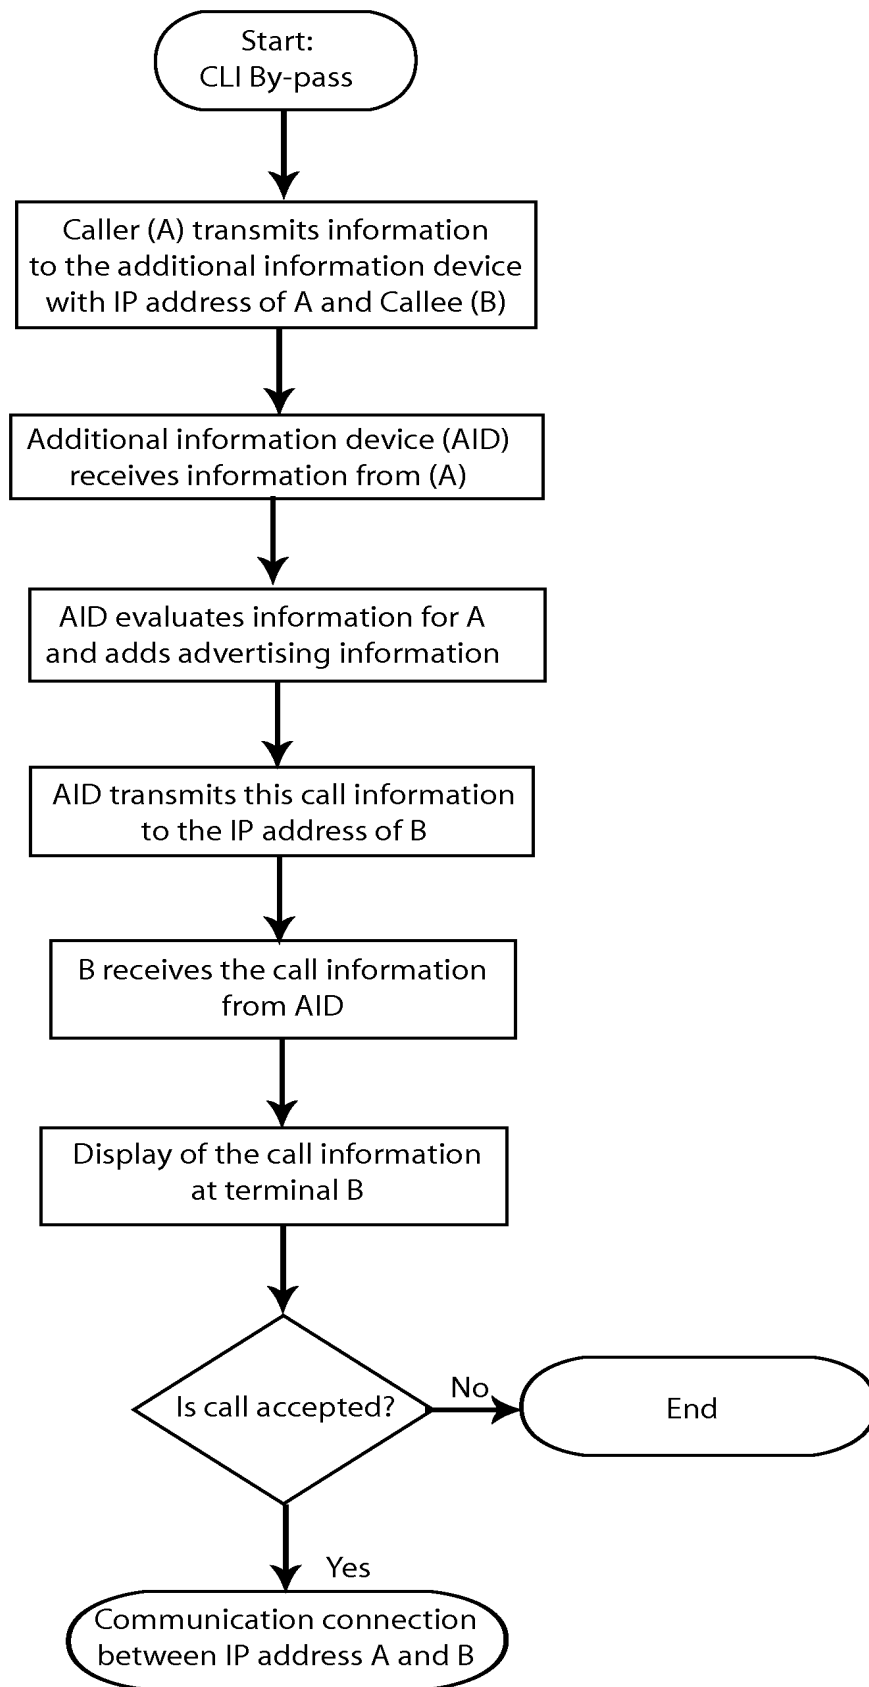 Start:
CLI By-pass
Caller (A) transmits information
to the additional information device
with IP address of A and Callee (B)
Additional information device (AID)
receives information from (A)
AID evaluates information for A
and adds advertising information
AID transmits this call information
to the IP address of B
B receives the call information
from AID
Display of the call information
at terminal B
Is call accepted?
No
End
Yes
Communication connection
between IP address A and B